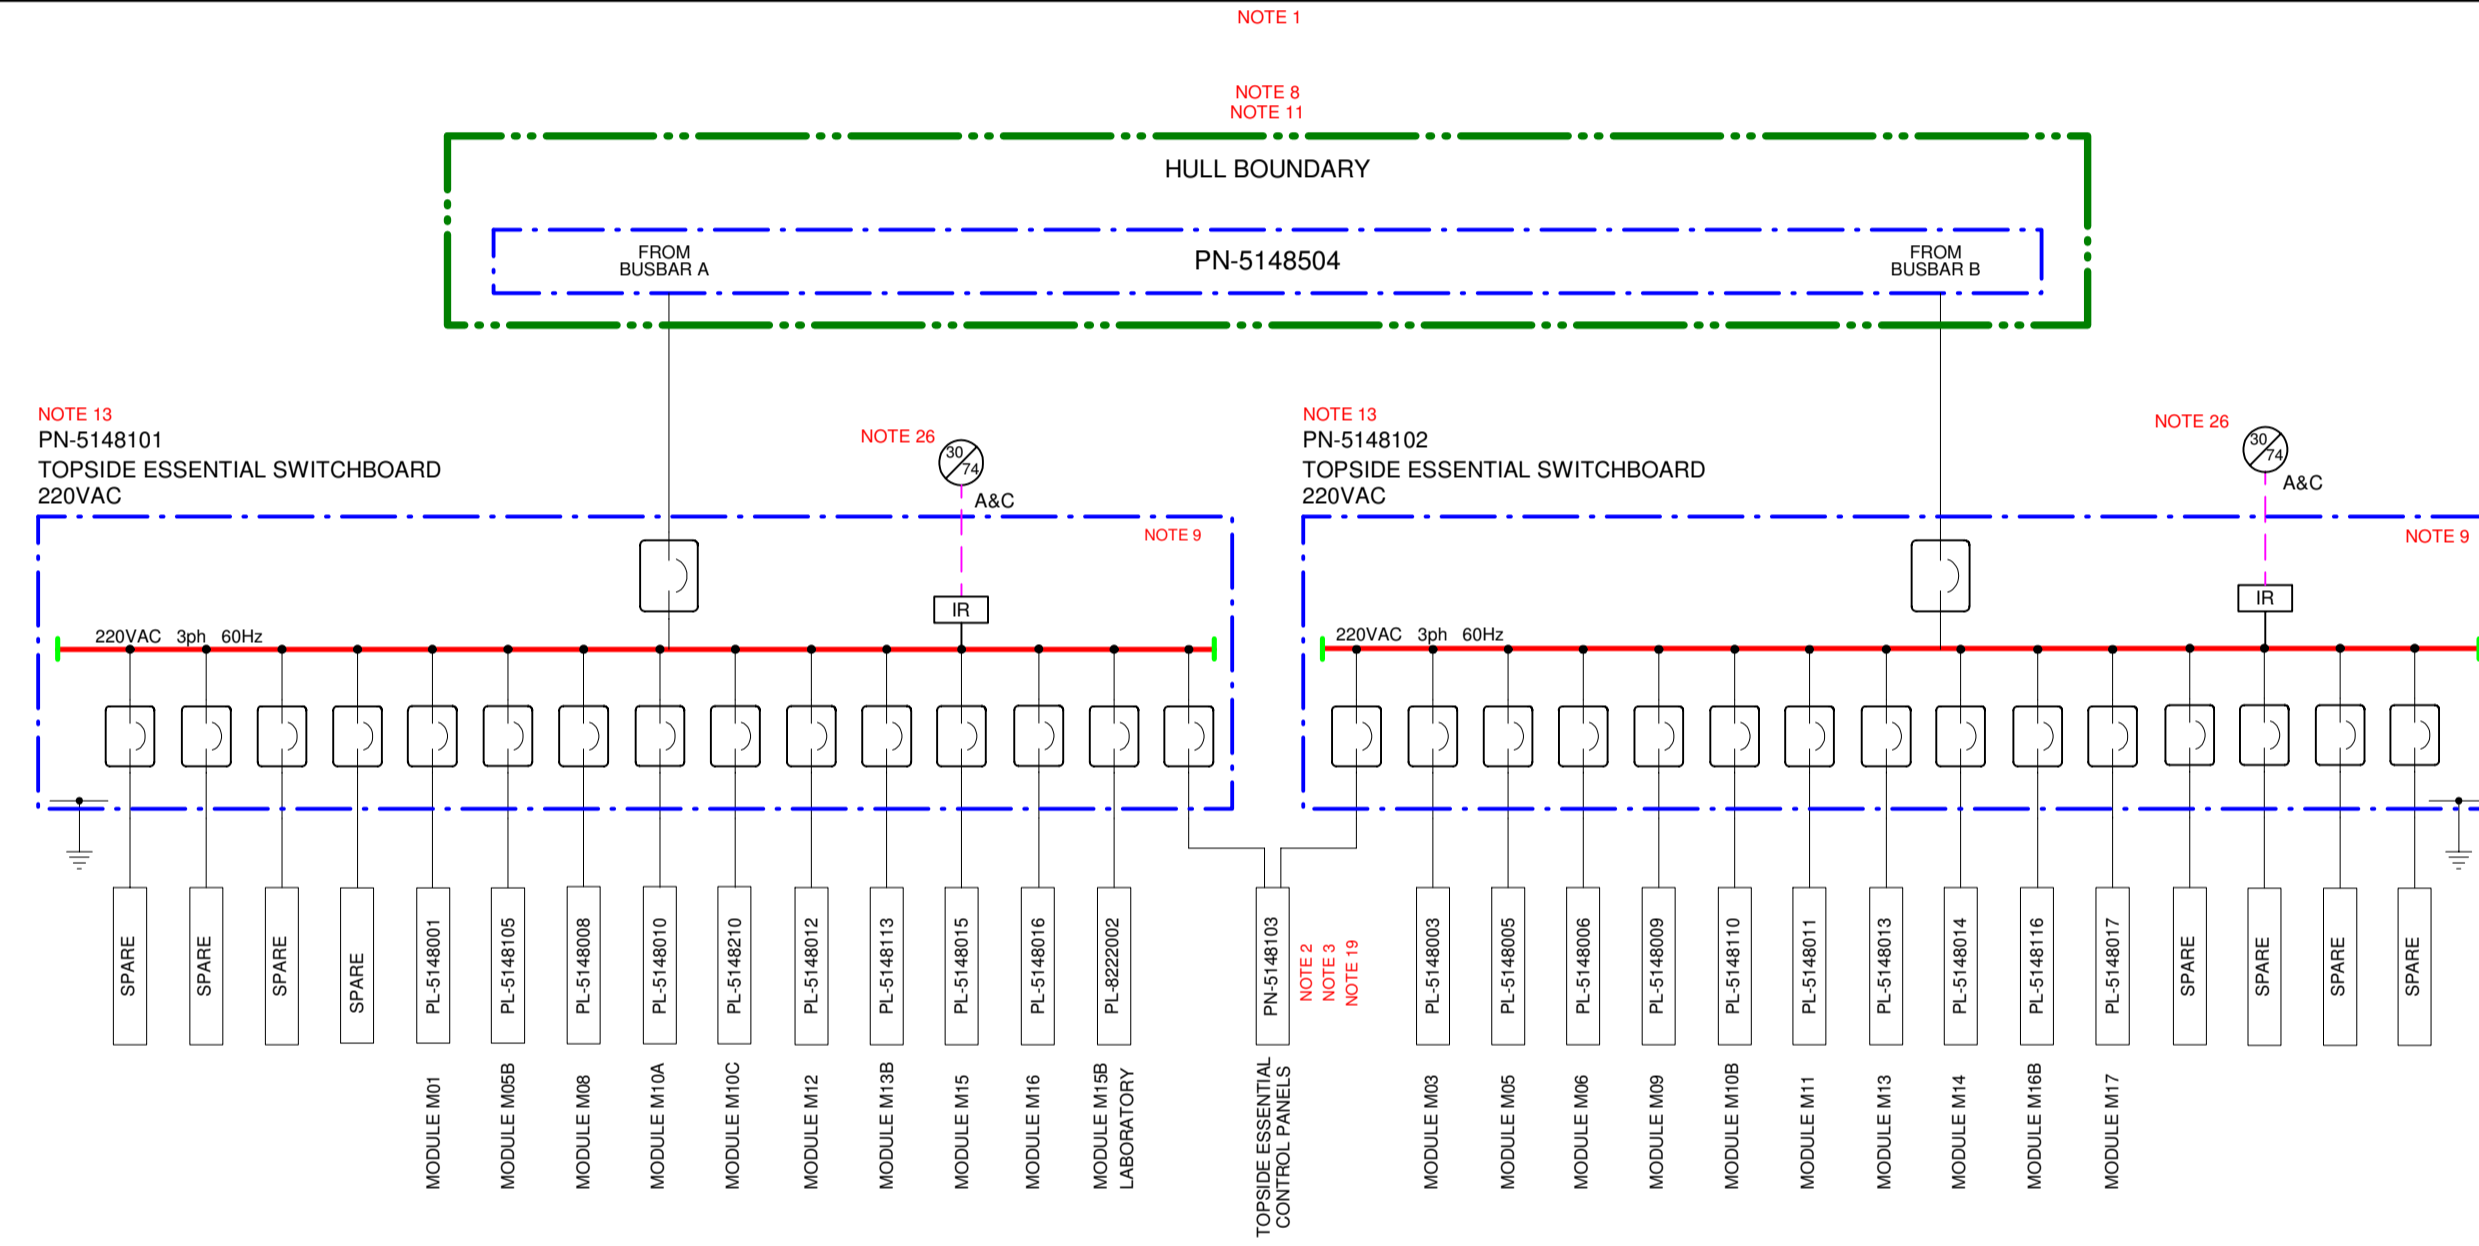 NOTE 1
NOTE 8
NOTE 11
HULL BOUNDARY
FROM
BUSBAR A
PN-5148504
FROM
BUSBAR B
NOTE 13
PN-5148101
TOPSIDE ESSENTIAL SWITCHBOARD
220VAC
NOTE 26
30
74
A&C
NOTE 9
IR
220VAC 3ph 60Hz
NOTE 13
PN-5148102
TOPSIDE ESSENTIAL SWITCHBOARD
220VAC
NOTE 26
30
74
A&C
NOTE 9
IR
220VAC 3ph 60Hz
SPARE
SPARE
SPARE
SPARE
PL-5148001
MODULE M01
PL-5148105
MODULE M05B
PL-5148008
MODULE M08
PL-5148010
MODULE M10A
PL-5148210
MODULE M10C
PL-5148012
MODULE M12
PL-5148113
MODULE M13B
PL-5148015
MODULE M15
PL-5148016
MODULE M16
PL-8222002
MODULE M15B
LABORATORY
PN-5148103
TOPSIDE ESSENTIAL
CONTROL PANELS
NOTE 2
NOTE 3
NOTE 19
PL-5148003
MODULE M03
PL-5148005
MODULE M05
PL-5148006
MODULE M06
PL-5148009
MODULE M09
PL-5148110
MODULE M10B
PL-5148011
MODULE M11
PL-5148013
MODULE M13
PL-5148014
MODULE M14
PL-5148116
MODULE M16B
PL-5148017
MODULE M17
SPARE
SPARE
SPARE
SPARE